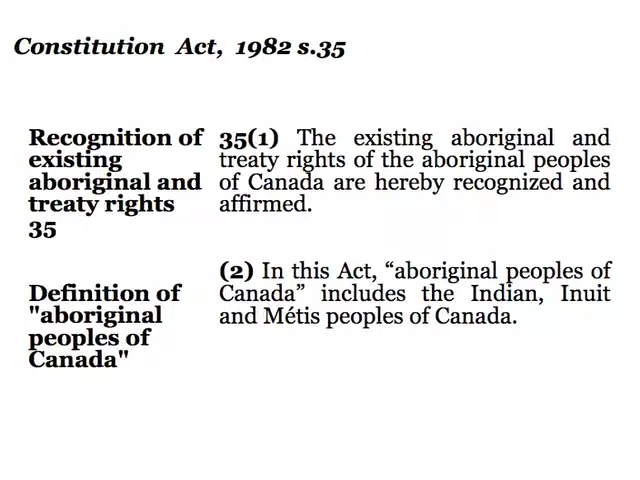 Constitution Act, 1982 s.35
Recognition of
existing
aboriginal and
treaty rights
35
35(1) The existing aboriginal and
treaty rights of the aboriginal peoples
of Canada are hereby recognized and
affirmed.
Definition of
"aboriginal
peoples of
Canada"
(2) In this Act, “aboriginal peoples of
Canada” includes the Indian, Inuit
and Métis peoples of Canada.